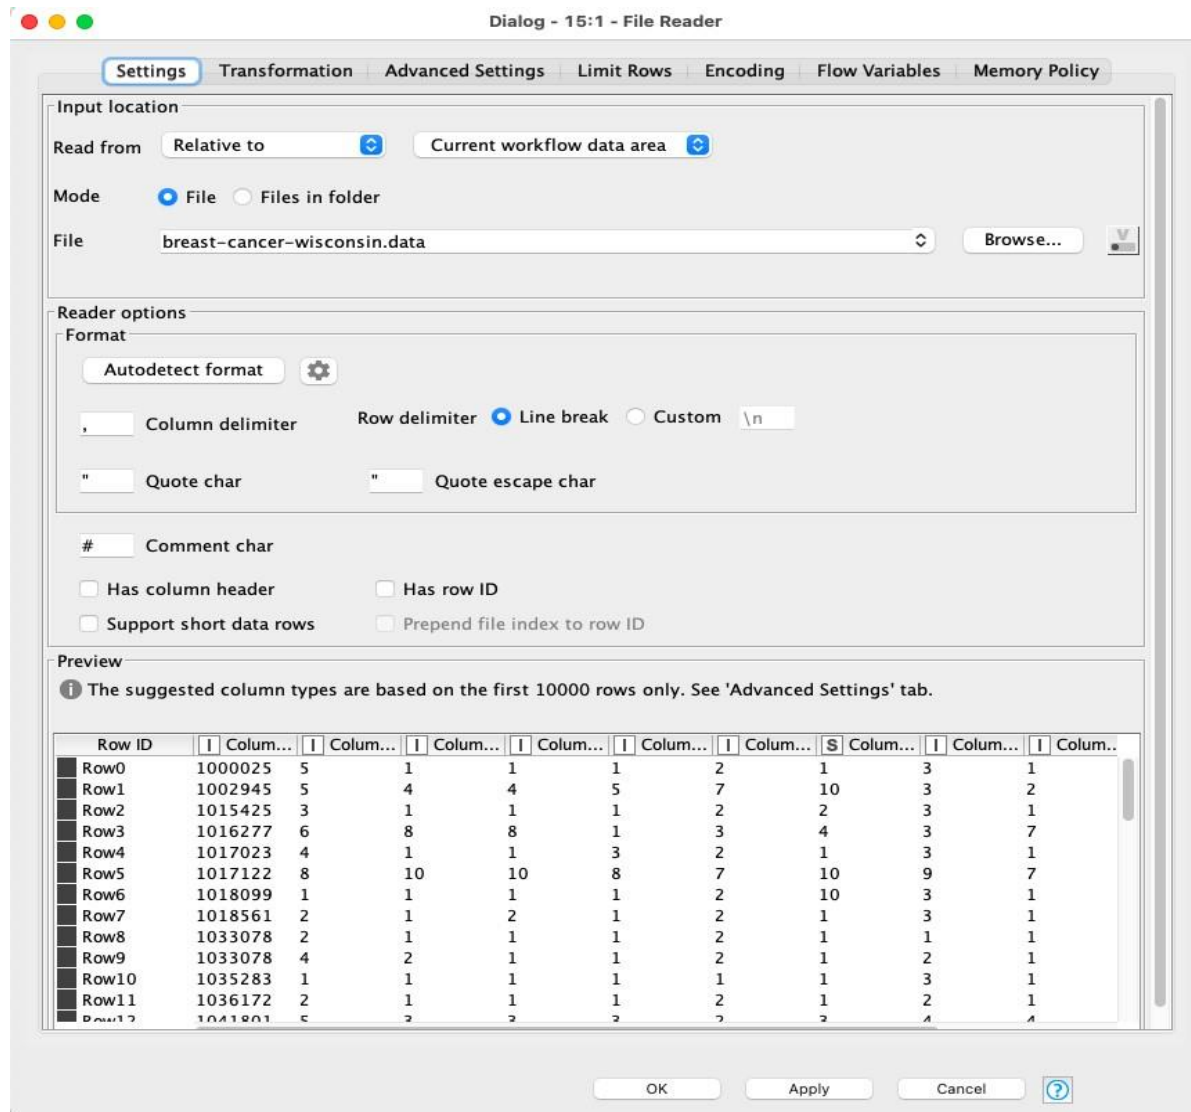 Dialog - 15:1 - File Reader
Settings Transformation Advanced Settings Limit Rows Encoding Flow Variables Memory Policy
Input location
Read from Relative to Current workflow data area
Mode File Files in folder
File breast-cancer-wisconsin.data Browse... V
Reader options
Format
Autodetect format
, Column delimiter Row delimiter Line break Custom \n
" Quote char " Quote escape char
# Comment char
Has column header Has row ID
Support short data rows Prepend file index to row ID
Preview
i The suggested column types are based on the first 10000 rows only. See 'Advanced Settings' tab.
Row ID I Colum... I Colum... I Colum... I Colum... I Colum... I Colum... S Colum... I Colum... I Colum..
Row0 1000025 5 1 1 1 2 1 3 1
Row1 1002945 5 4 4 5 7 10 3 2
Row2 1015425 3 1 1 1 2 2 3 1
Row3 1016277 6 8 8 1 3 4 3 7
Row4 1017023 4 1 1 3 2 1 3 1
Row5 1017122 8 10 10 8 7 10 9 7
Row6 1018099 1 1 1 1 2 10 3 1
Row7 1018561 2 1 2 1 2 1 3 1
Row8 1033078 2 1 1 1 2 1 1 1
Row9 1033078 4 2 1 1 2 1 2 1
Row10 1035283 1 1 1 1 1 1 3 1
Row11 1036172 2 1 1 1 2 1 2 1
Row12 1041801 5 3 3 3 2 3 4 4
OK Apply Cancel ?